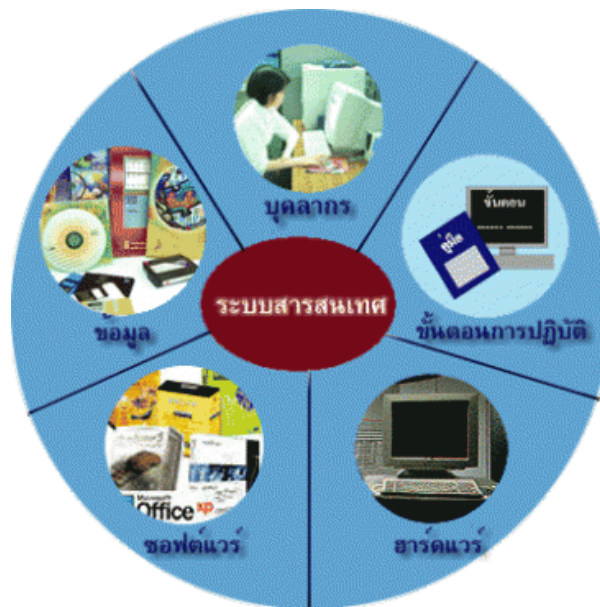 บุคลากร
ขั้นตอน
คู่มือ
ขั้นตอนการปฏิบัติ
ระบบสารสนเทศ
ข้อมูล
Microsoft
Office xp
ซอฟต์แวร์
ฮาร์ดแวร์